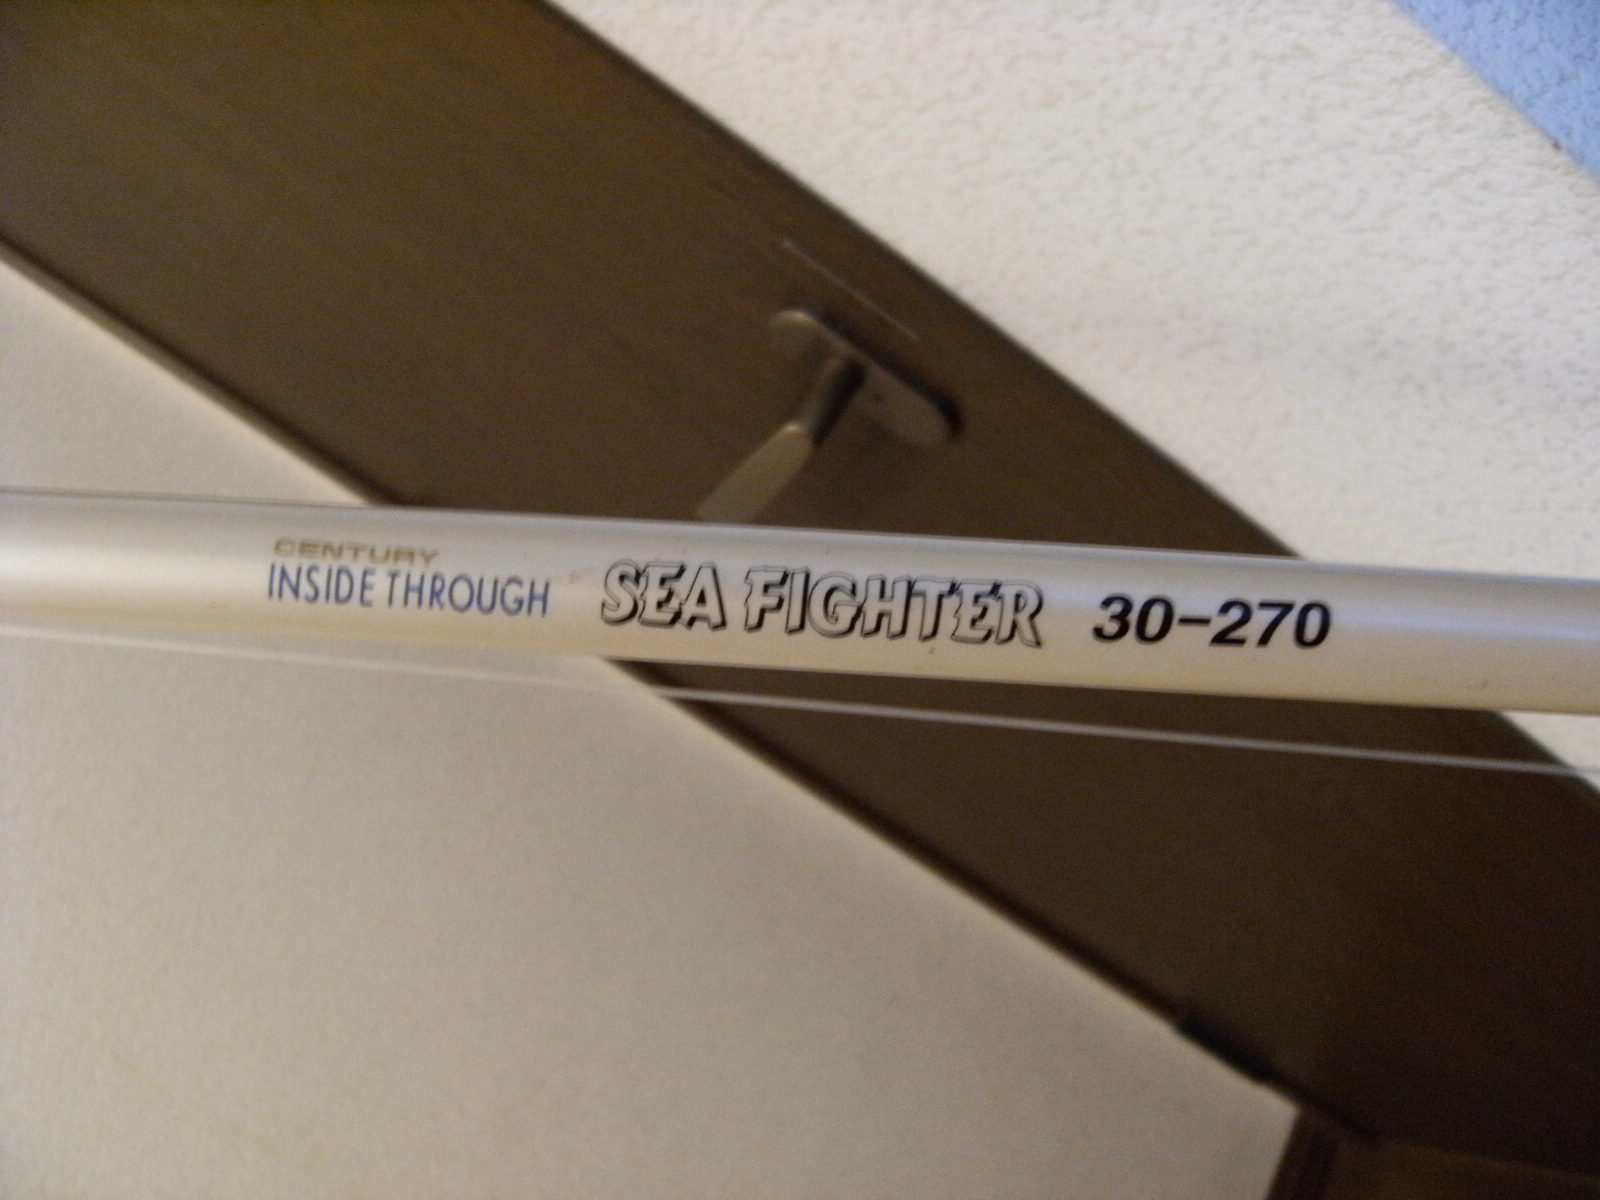 CENTURY
INSIDE THROUGH SEA FIGHTER 30-270